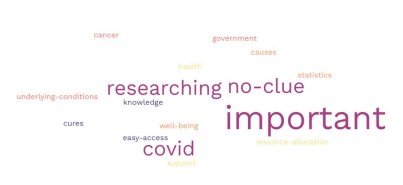 cancer
government
causes
health
statistics
researching
no-clue
underlying-conditions
knowledge
important
cures
well-being
easy-access
resource-allocation
covid
support